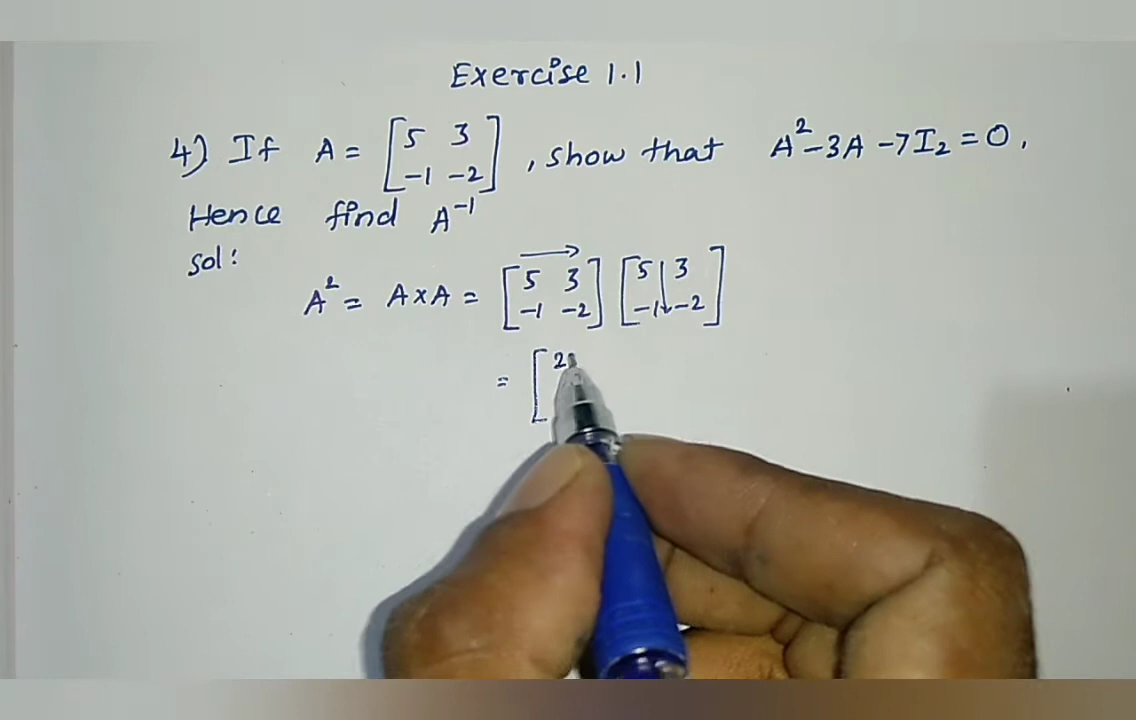 Exercise 1.1
4) If A = [5 3 -1 -2], show that A²-3A-7I₂=0.
Hence find A⁻¹
sol:
A² = A×A = [5 3 -1 -2] [5 3 -1 -2]
= [2